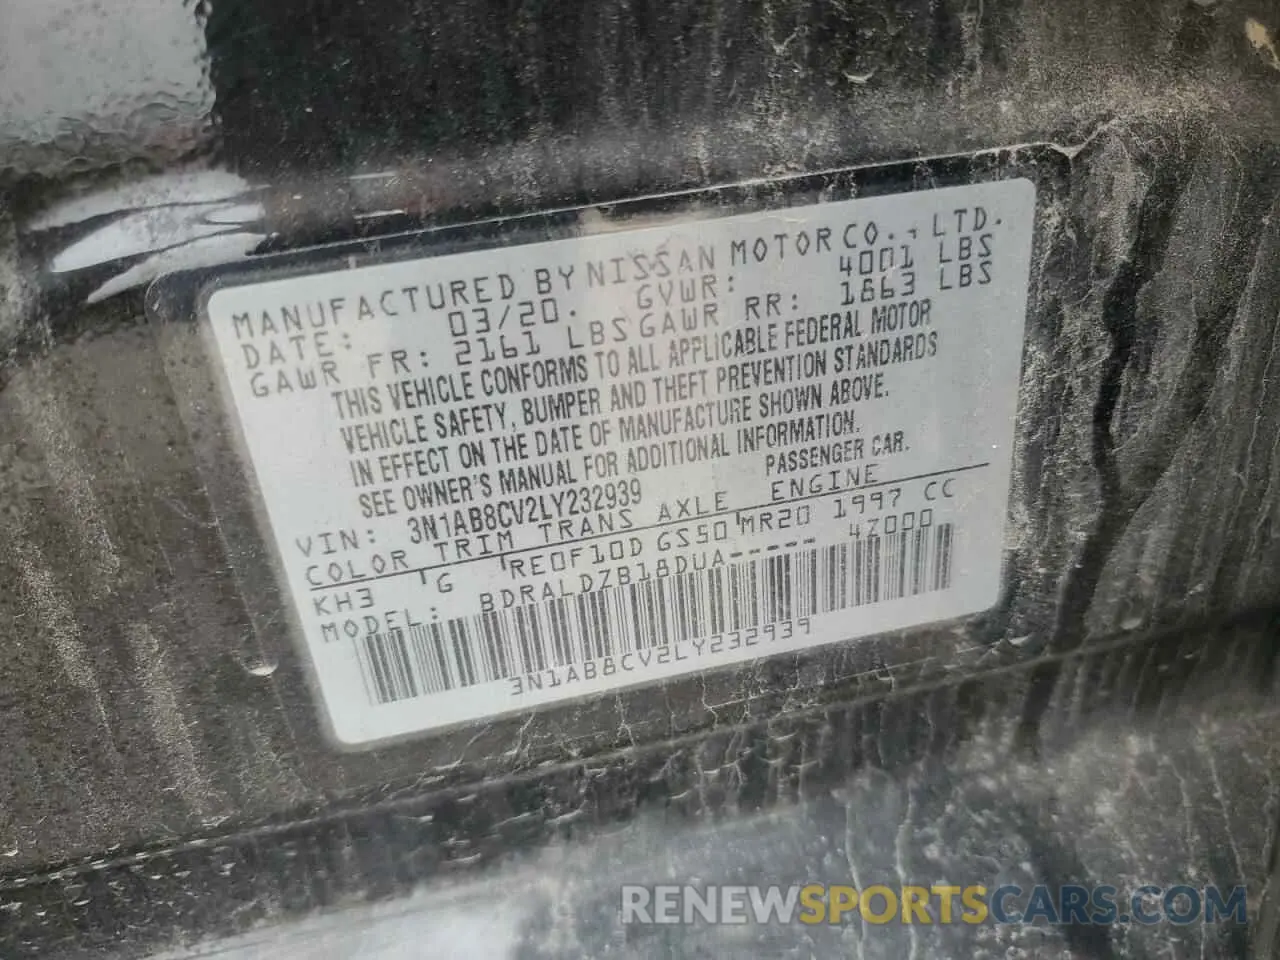 MANUFACTURED BY NISSAN MOTOR CO., LTD.
DATE: 03/20. GVWR: 4001 LBS
GAWR FR: 2161 LBS GAWR RR: 1863 LBS
THIS VEHICLE CONFORMS TO ALL APPLICABLE FEDERAL MOTOR
VEHICLE SAFETY, BUMPER AND THEFT PREVENTION STANDARDS
IN EFFECT ON THE DATE OF MANUFACTURE SHOWN ABOVE.
SEE OWNER'S MANUAL FOR ADDITIONAL INFORMATION.
VIN: 3N1AB8CV2LY232939 PASSENGER CAR.
COLOR TRIM TRANS AXLE ENGINE
KH3 G RE0F10D GS50 MR20 1997 CC
MODEL: BDRALDZB18DUA----- 4Z000
3N1AB8CV2LY232939
RENEWSPORTSCARS.COM